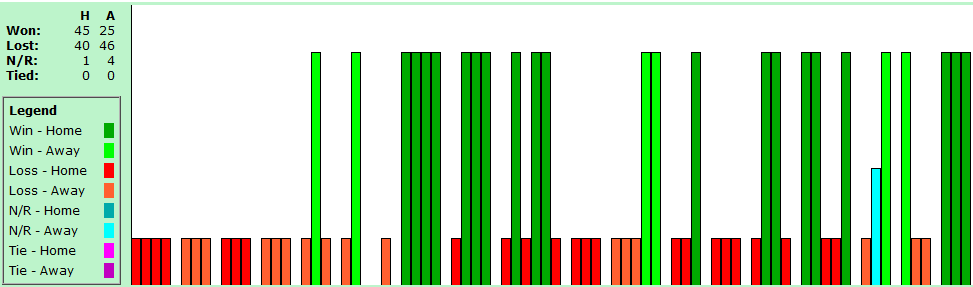 H A
Won: 45 25
Lost: 40 46
N/R: 1 4
Tied: 0 0
Legend
Win - Home
Win - Away
Loss - Home
Loss - Away
N/R - Home
N/R - Away
Tie - Home
Tie - Away